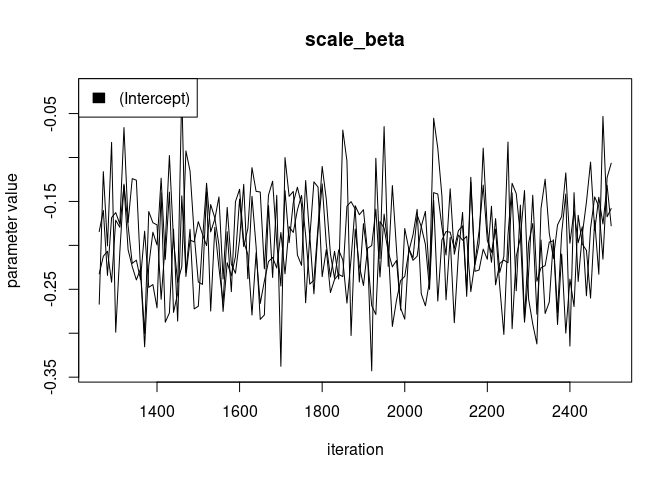 scale_beta
(Intercept)
-0.05
-0.15
-0.25
-0.35
parameter value
1400 1600 1800 2000 2200 2400
iteration